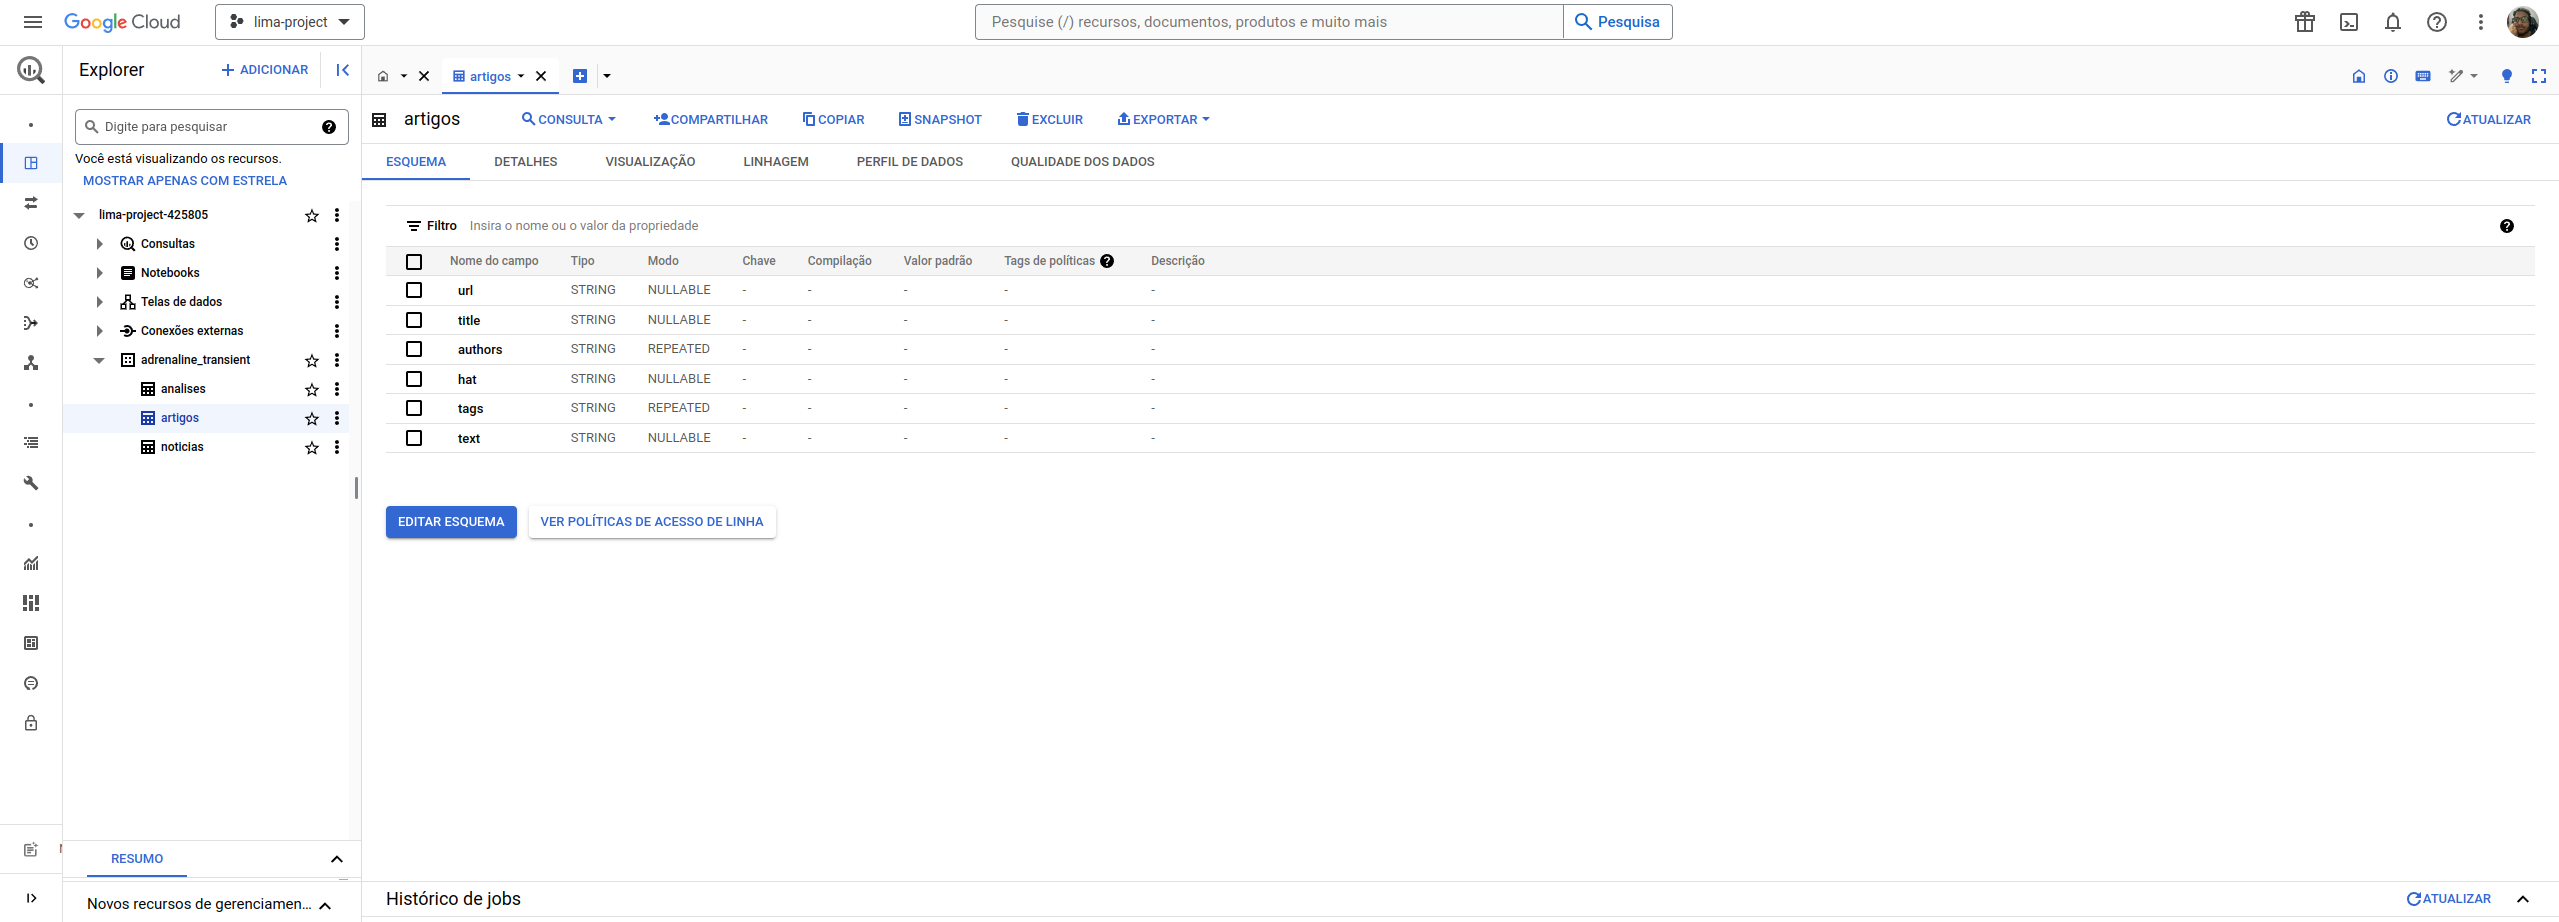 Google Cloud
lima-project
Pesquise (/) recursos, documentos, produtos e muito mais
Pesquisa
Explorer
ADICIONAR
artigos
Digite para pesquisar
Você está visualizando os recursos.
MOSTRAR APENAS COM ESTRELA
lima-project-425805
Consultas
Notebooks
Telas de dados
Conexões externas
adrenaline_transient
analises
artigos
noticias
RESUMO
Novos recursos de gerenciamen...
artigos
CONSULTA
COMPARTILHAR
COPIAR
SNAPSHOT
EXCLUIR
EXPORTAR
ATUALIZAR
ESQUEMA DETALHES VISUALIZAÇÃO LINHAGEM PERFIL DE DADOS QUALIDADE DOS DADOS
Filtro Insira o nome ou o valor da propriedade
Nome do campo Tipo Modo Chave Compilação Valor padrão Tags de políticas Descrição
url STRING NULLABLE - - - - -
title STRING NULLABLE - - - - -
authors STRING REPEATED - - - - -
hat STRING NULLABLE - - - - -
tags STRING REPEATED - - - - -
text STRING NULLABLE - - - - -
EDITAR ESQUEMA VER POLÍTICAS DE ACESSO DE LINHA
Histórico de jobs
ATUALIZAR